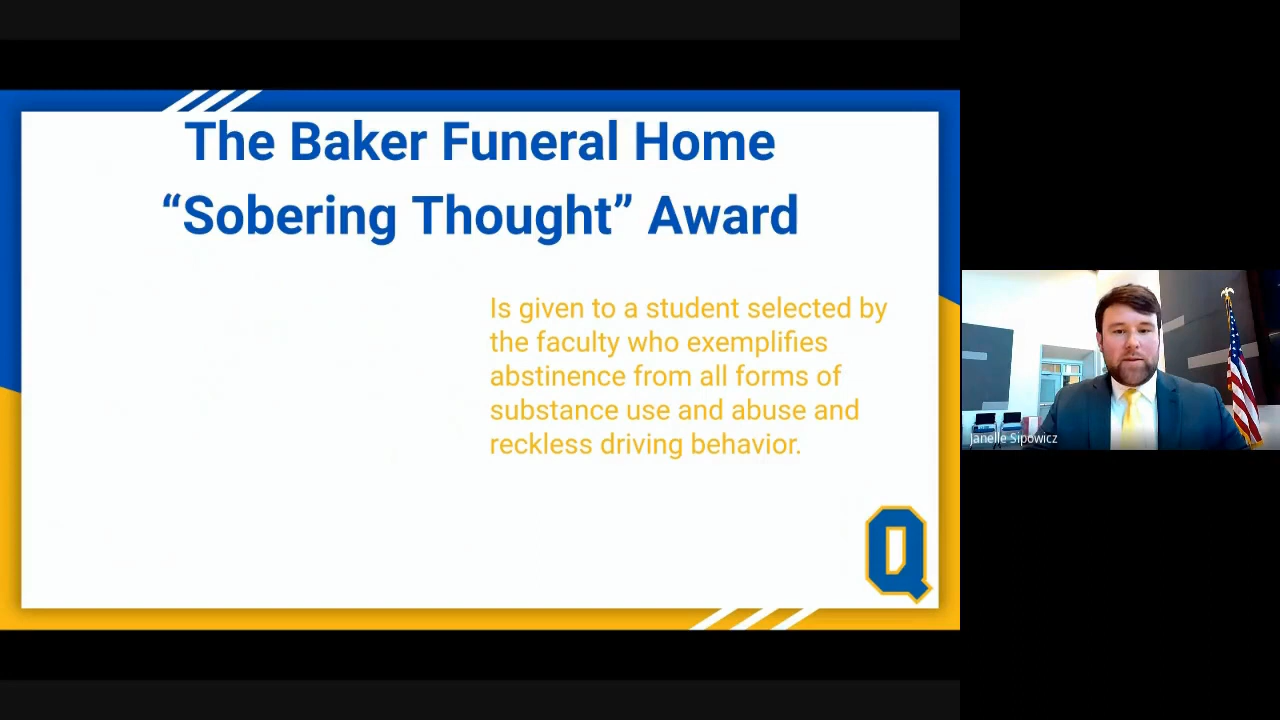 The Baker Funeral Home
“Sobering Thought” Award
Is given to a student selected by
the faculty who exemplifies
abstinence from all forms of
substance use and abuse and
reckless driving behavior.
Q
Janelle Sipowicz